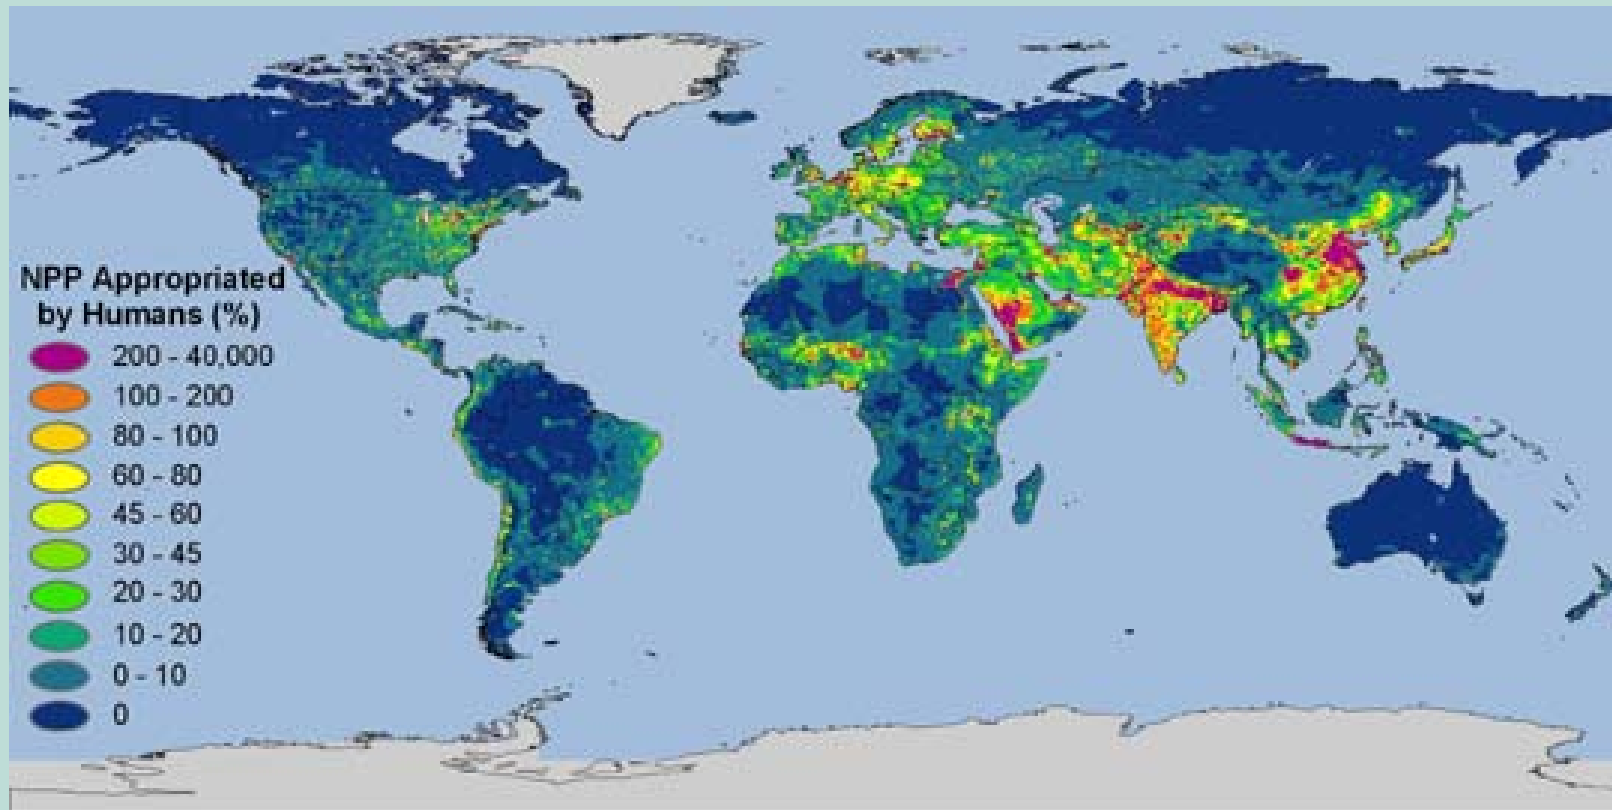 NPP Appropriated
by Humans (%)
200 - 40,000
100 - 200
80 - 100
60 - 80
45 - 60
30 - 45
20 - 30
10 - 20
0 - 10
0